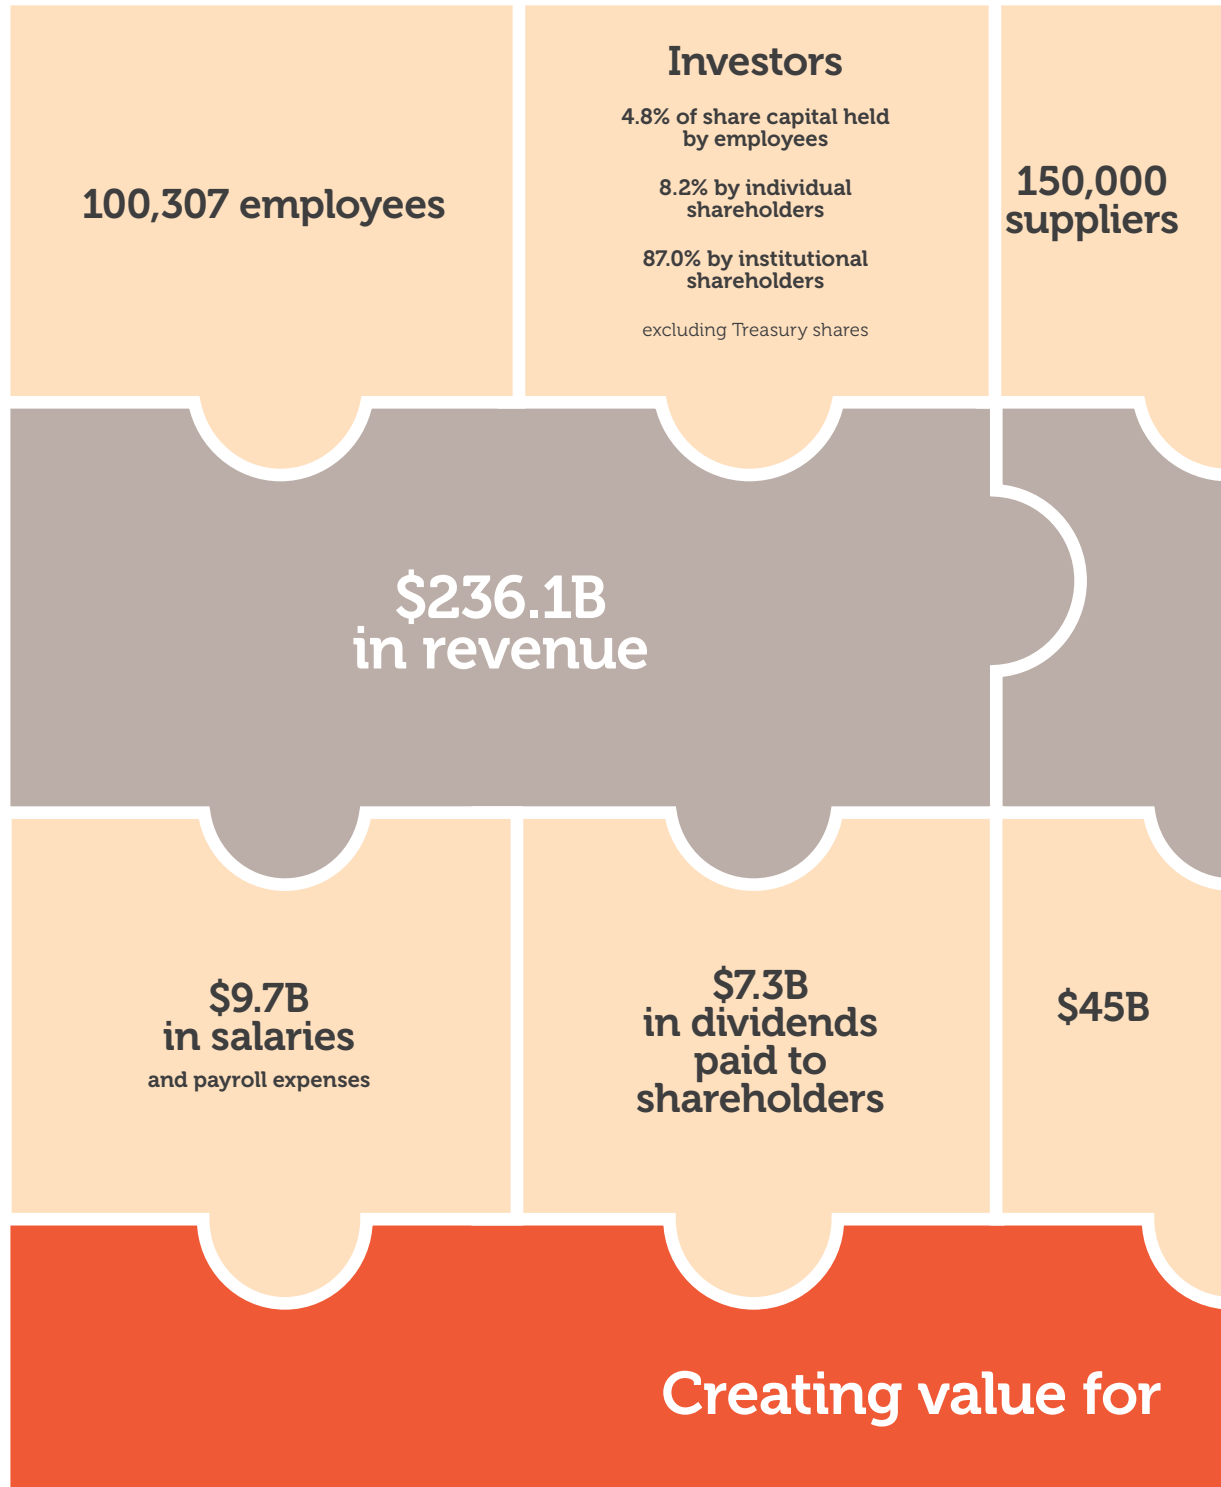 100,307 employees
Investors
4.8% of share capital held
by employees
8.2% by individual
shareholders
87.0% by institutional
shareholders
excluding Treasury shares
150,000
suppliers
$236.1B
in revenue
$9.7B
in salaries
and payroll expenses
$7.3B
in dividends
paid to
shareholders
$45B
Creating value for